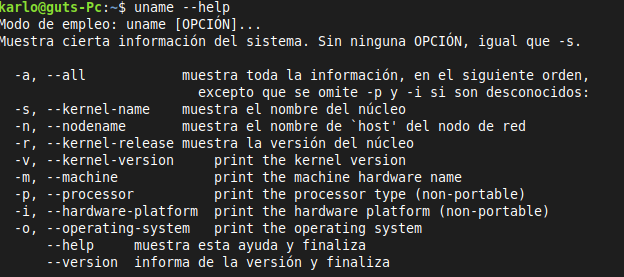 karlo@guts-Pc:~$ uname --help
Modo de empleo: uname [OPCIÓN]...
Muestra cierta información del sistema. Sin ninguna OPCIÓN, igual que -s.

  -a, --all            muestra toda la información, en el siguiente orden,
                         excepto que se omite -p y -i si son desconocidos:
  -s, --kernel-name    muestra el nombre del núcleo
  -n, --nodename       muestra el nombre de `host' del nodo de red
  -r, --kernel-release muestra la versión del núcleo
  -v, --kernel-version     print the kernel version
  -m, --machine            print the machine hardware name
  -p, --processor          print the processor type (non-portable)
  -i, --hardware-platform  print the hardware platform (non-portable)
  -o, --operating-system   print the operating system
      --help     muestra esta ayuda y finaliza
      --version  informa de la versión y finaliza